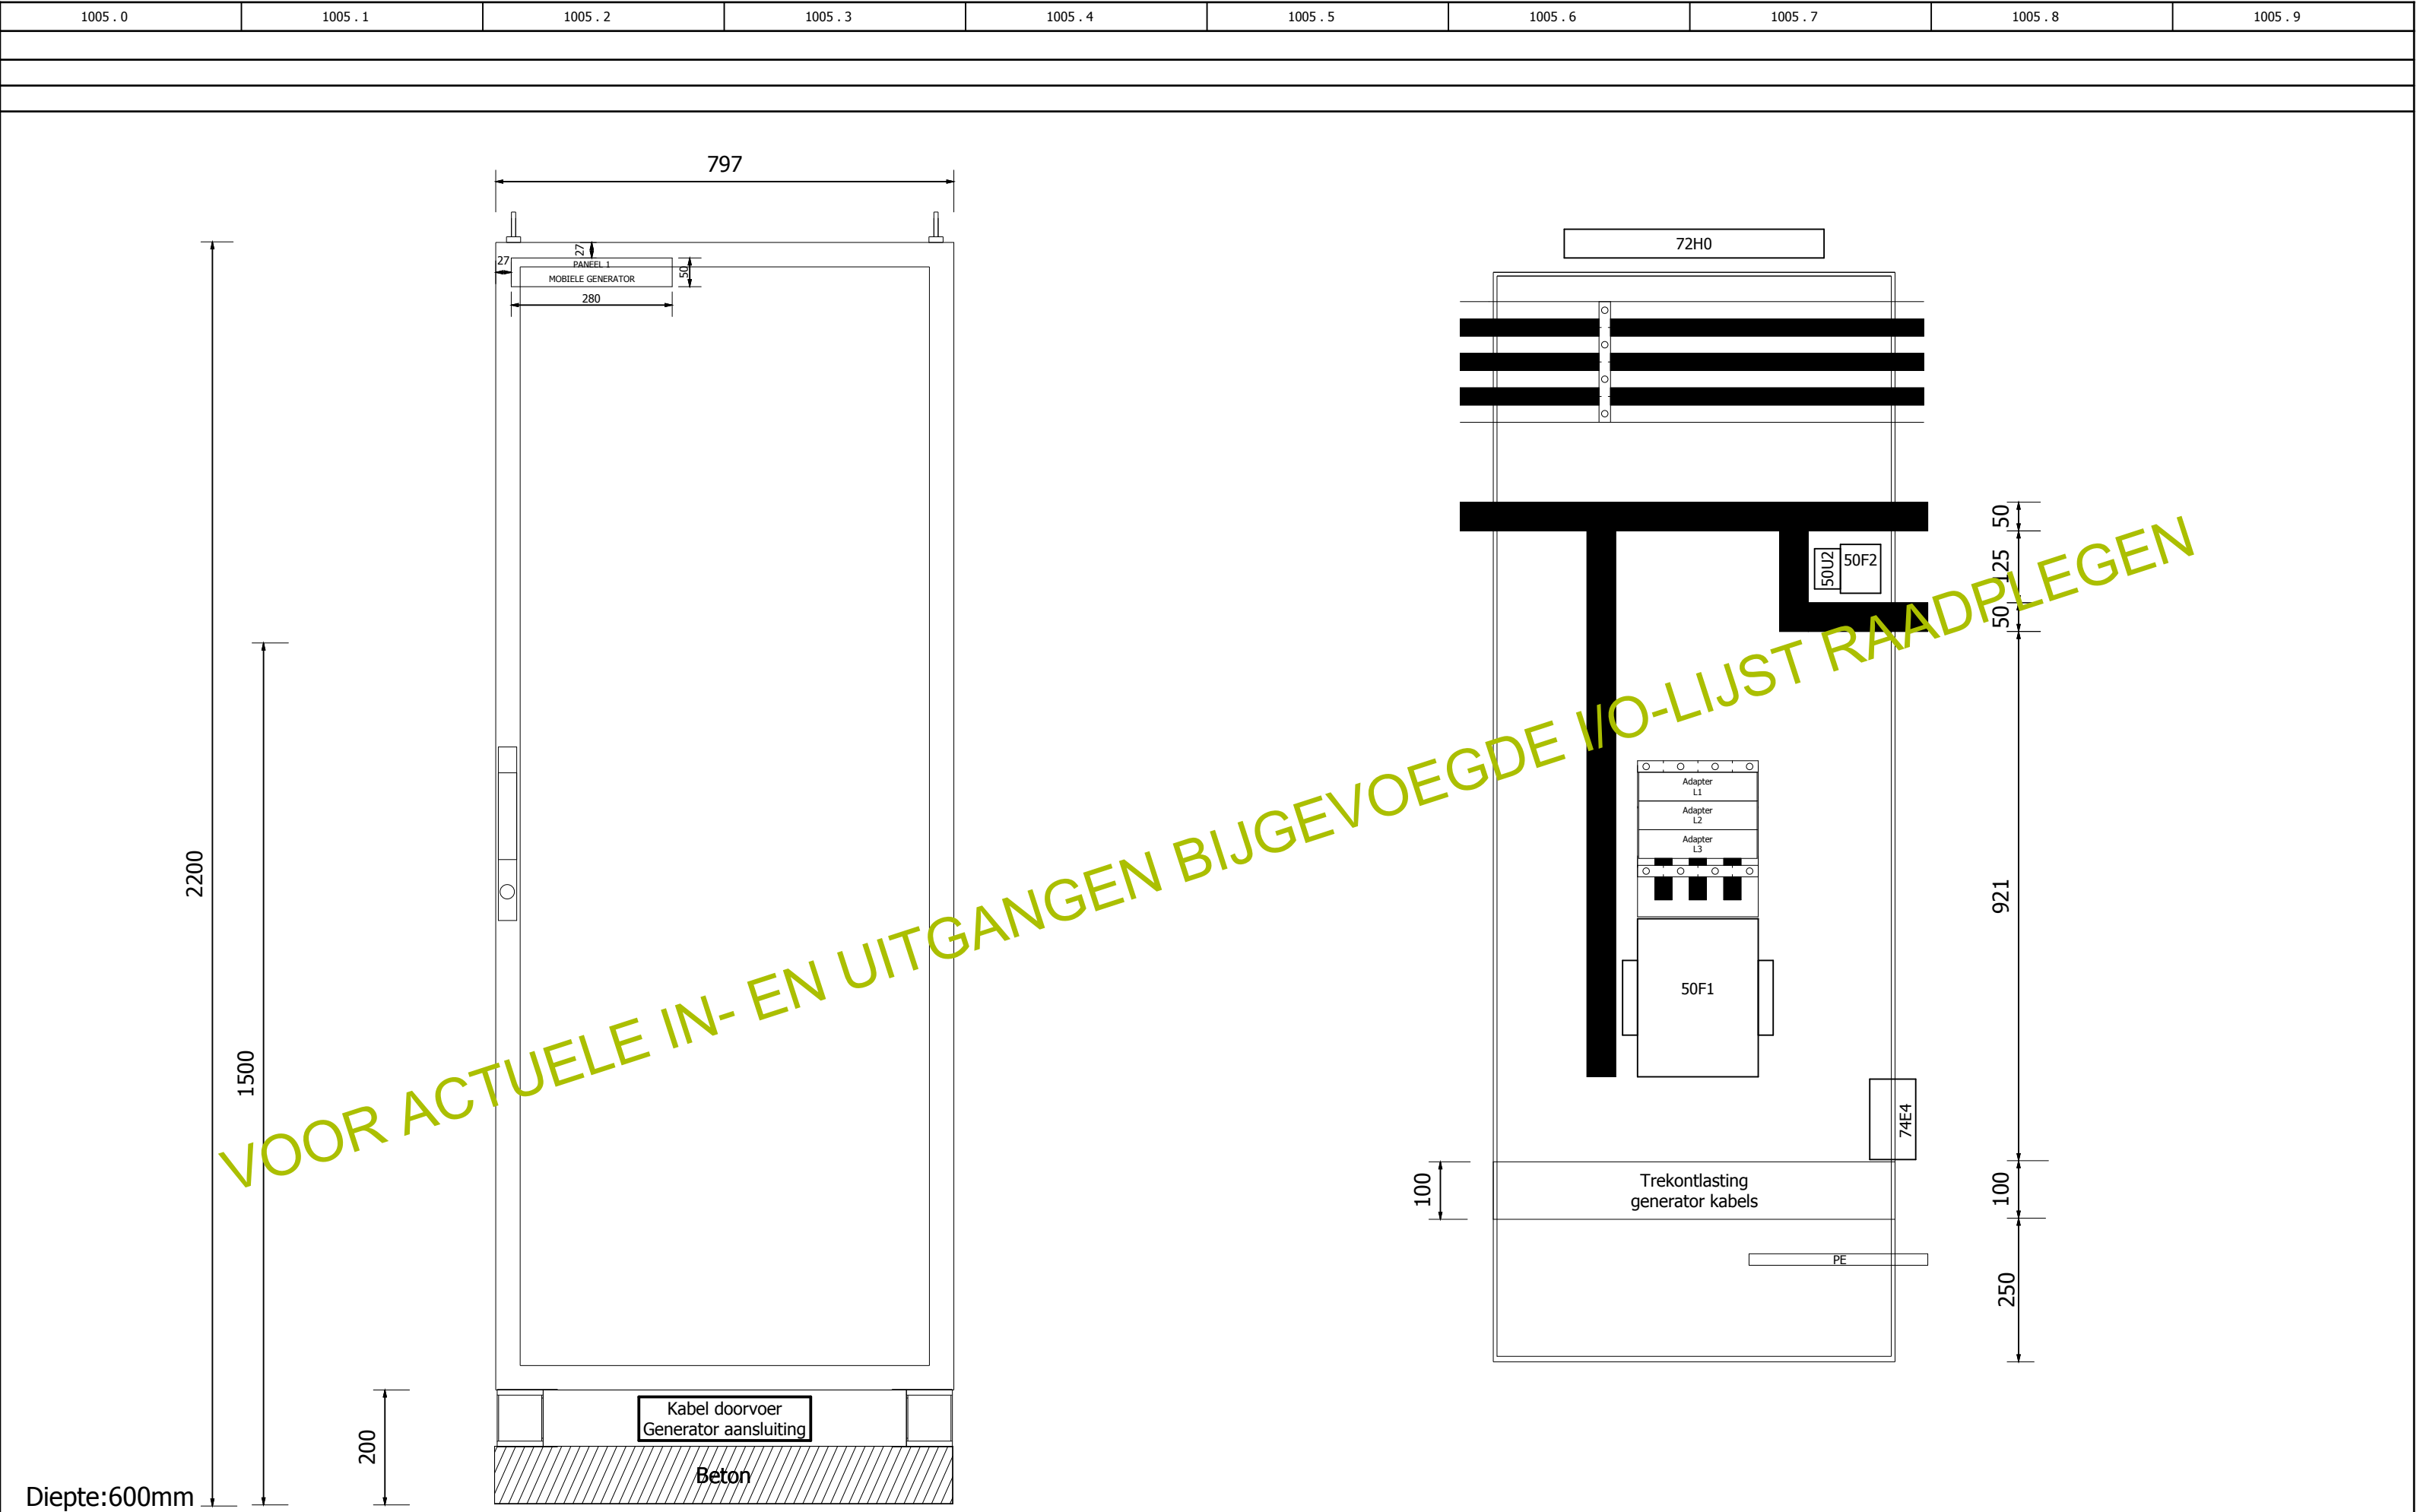 1005 . 0
1005 . 1
1005 . 2
1005 . 3
1005 . 4
1005 . 5
1005 . 6
1005 . 7
1005 . 8
1005 . 9
797
27
27
PANEEL 1
MOBIELE GENERATOR
50
280
2200
1500
200
Kabel doorvoer
Generator aansluiting
Beton
Diepte:600mm
72H0
50U2
50F2
50
125
50
Adapter
L1
Adapter
L2
Adapter
L3
921
50F1
74E4
100
Trekontlasting
generator kabels
100
PE
250
VOOR ACTUELE IN- EN UITGANGEN BIJGEVOEGDE I/O-LIJST RAADPLEGEN